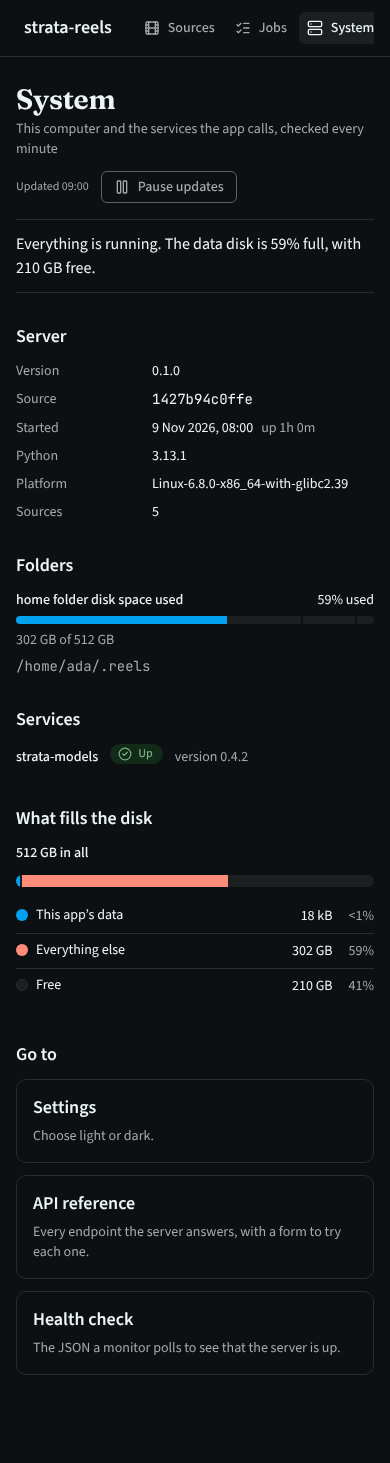 strata-reels
Sources
Jobs
System
System
This computer and the services the app calls, checked every
minute
Updated 09:00
Pause updates
Everything is running. The data disk is 59% full, with
210 GB free.
Server
Version 0.1.0
Source 1427b94c0ffe
Started 9 Nov 2026, 08:00 up 1h 0m
Python 3.13.1
Platform Linux-6.8.0-x86_64-with-glibc2.39
Sources 5
Folders
home folder disk space used 59% used
302 GB of 512 GB
/home/ada/.reels
Services
strata-models Up version 0.4.2
What fills the disk
512 GB in all
This app's data 18 kB <1%
Everything else 302 GB 59%
Free 210 GB 41%
Go to
Settings
Choose light or dark.
API reference
Every endpoint the server answers, with a form to try
each one.
Health check
The JSON a monitor polls to see that the server is up.